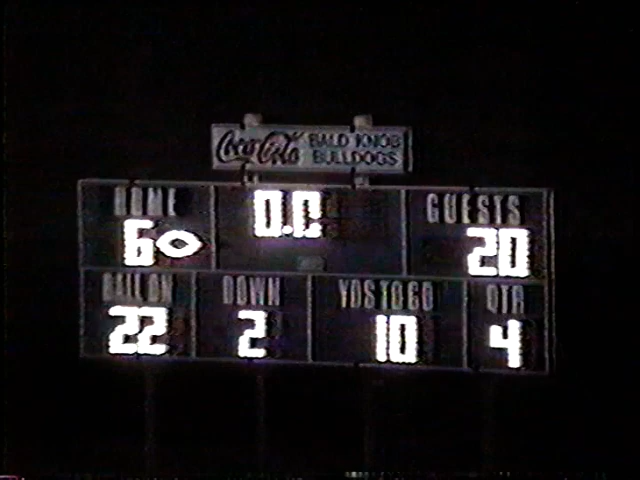 Coca-Cola
BALD KNOB
BULLDOGS
HOME 0.0 GUESTS
6 20
BALL ON DOWN YDS TO GO QTR
22 2 10 4